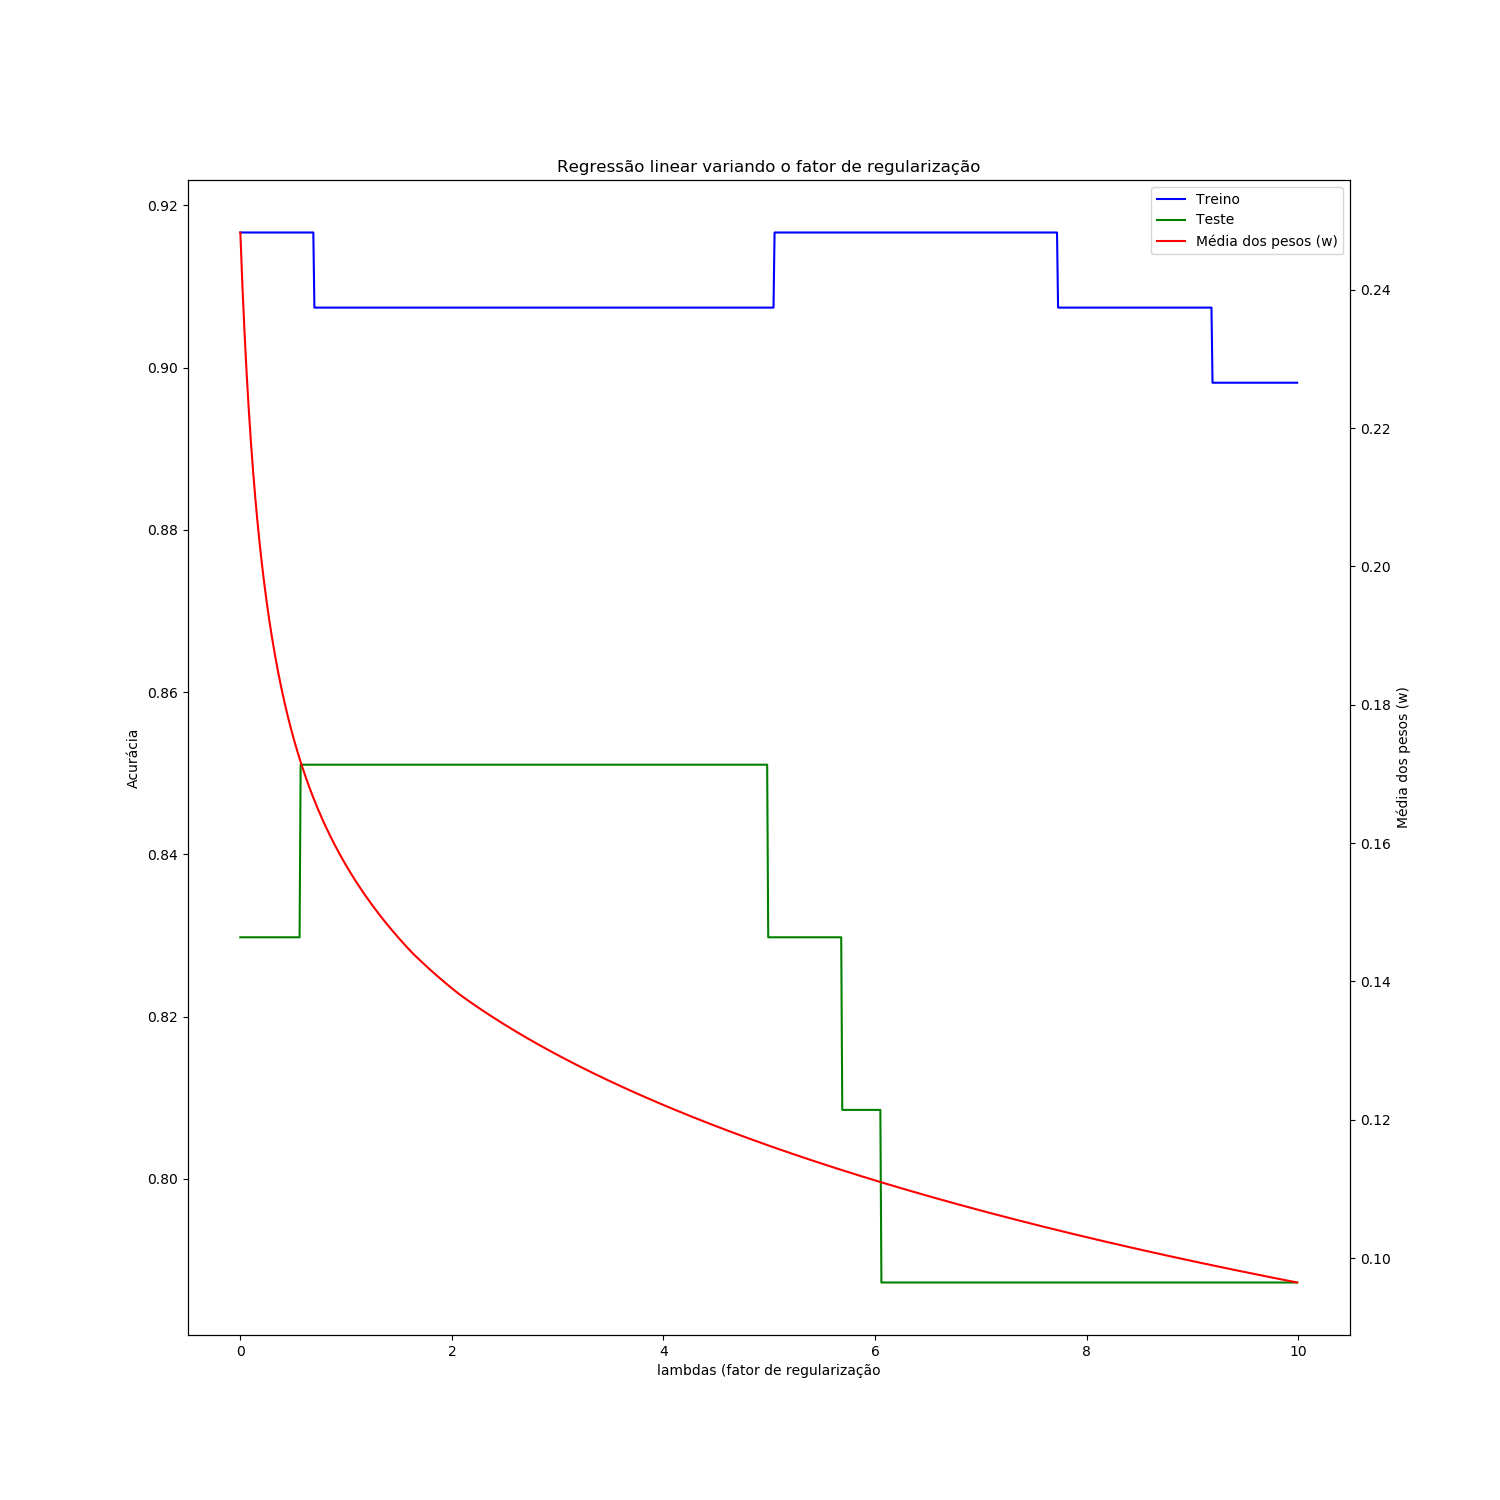 Regressão linear variando o fator de regularização
Treino
Teste
Média dos pesos (w)
0.92
0.90
0.88
0.86
0.84
0.82
0.80
Acurácia
0.24
0.22
0.20
0.18
0.16
0.14
0.12
0.10
Média dos pesos (w)
0 2 4 6 8 10
lambdas (fator de regularização